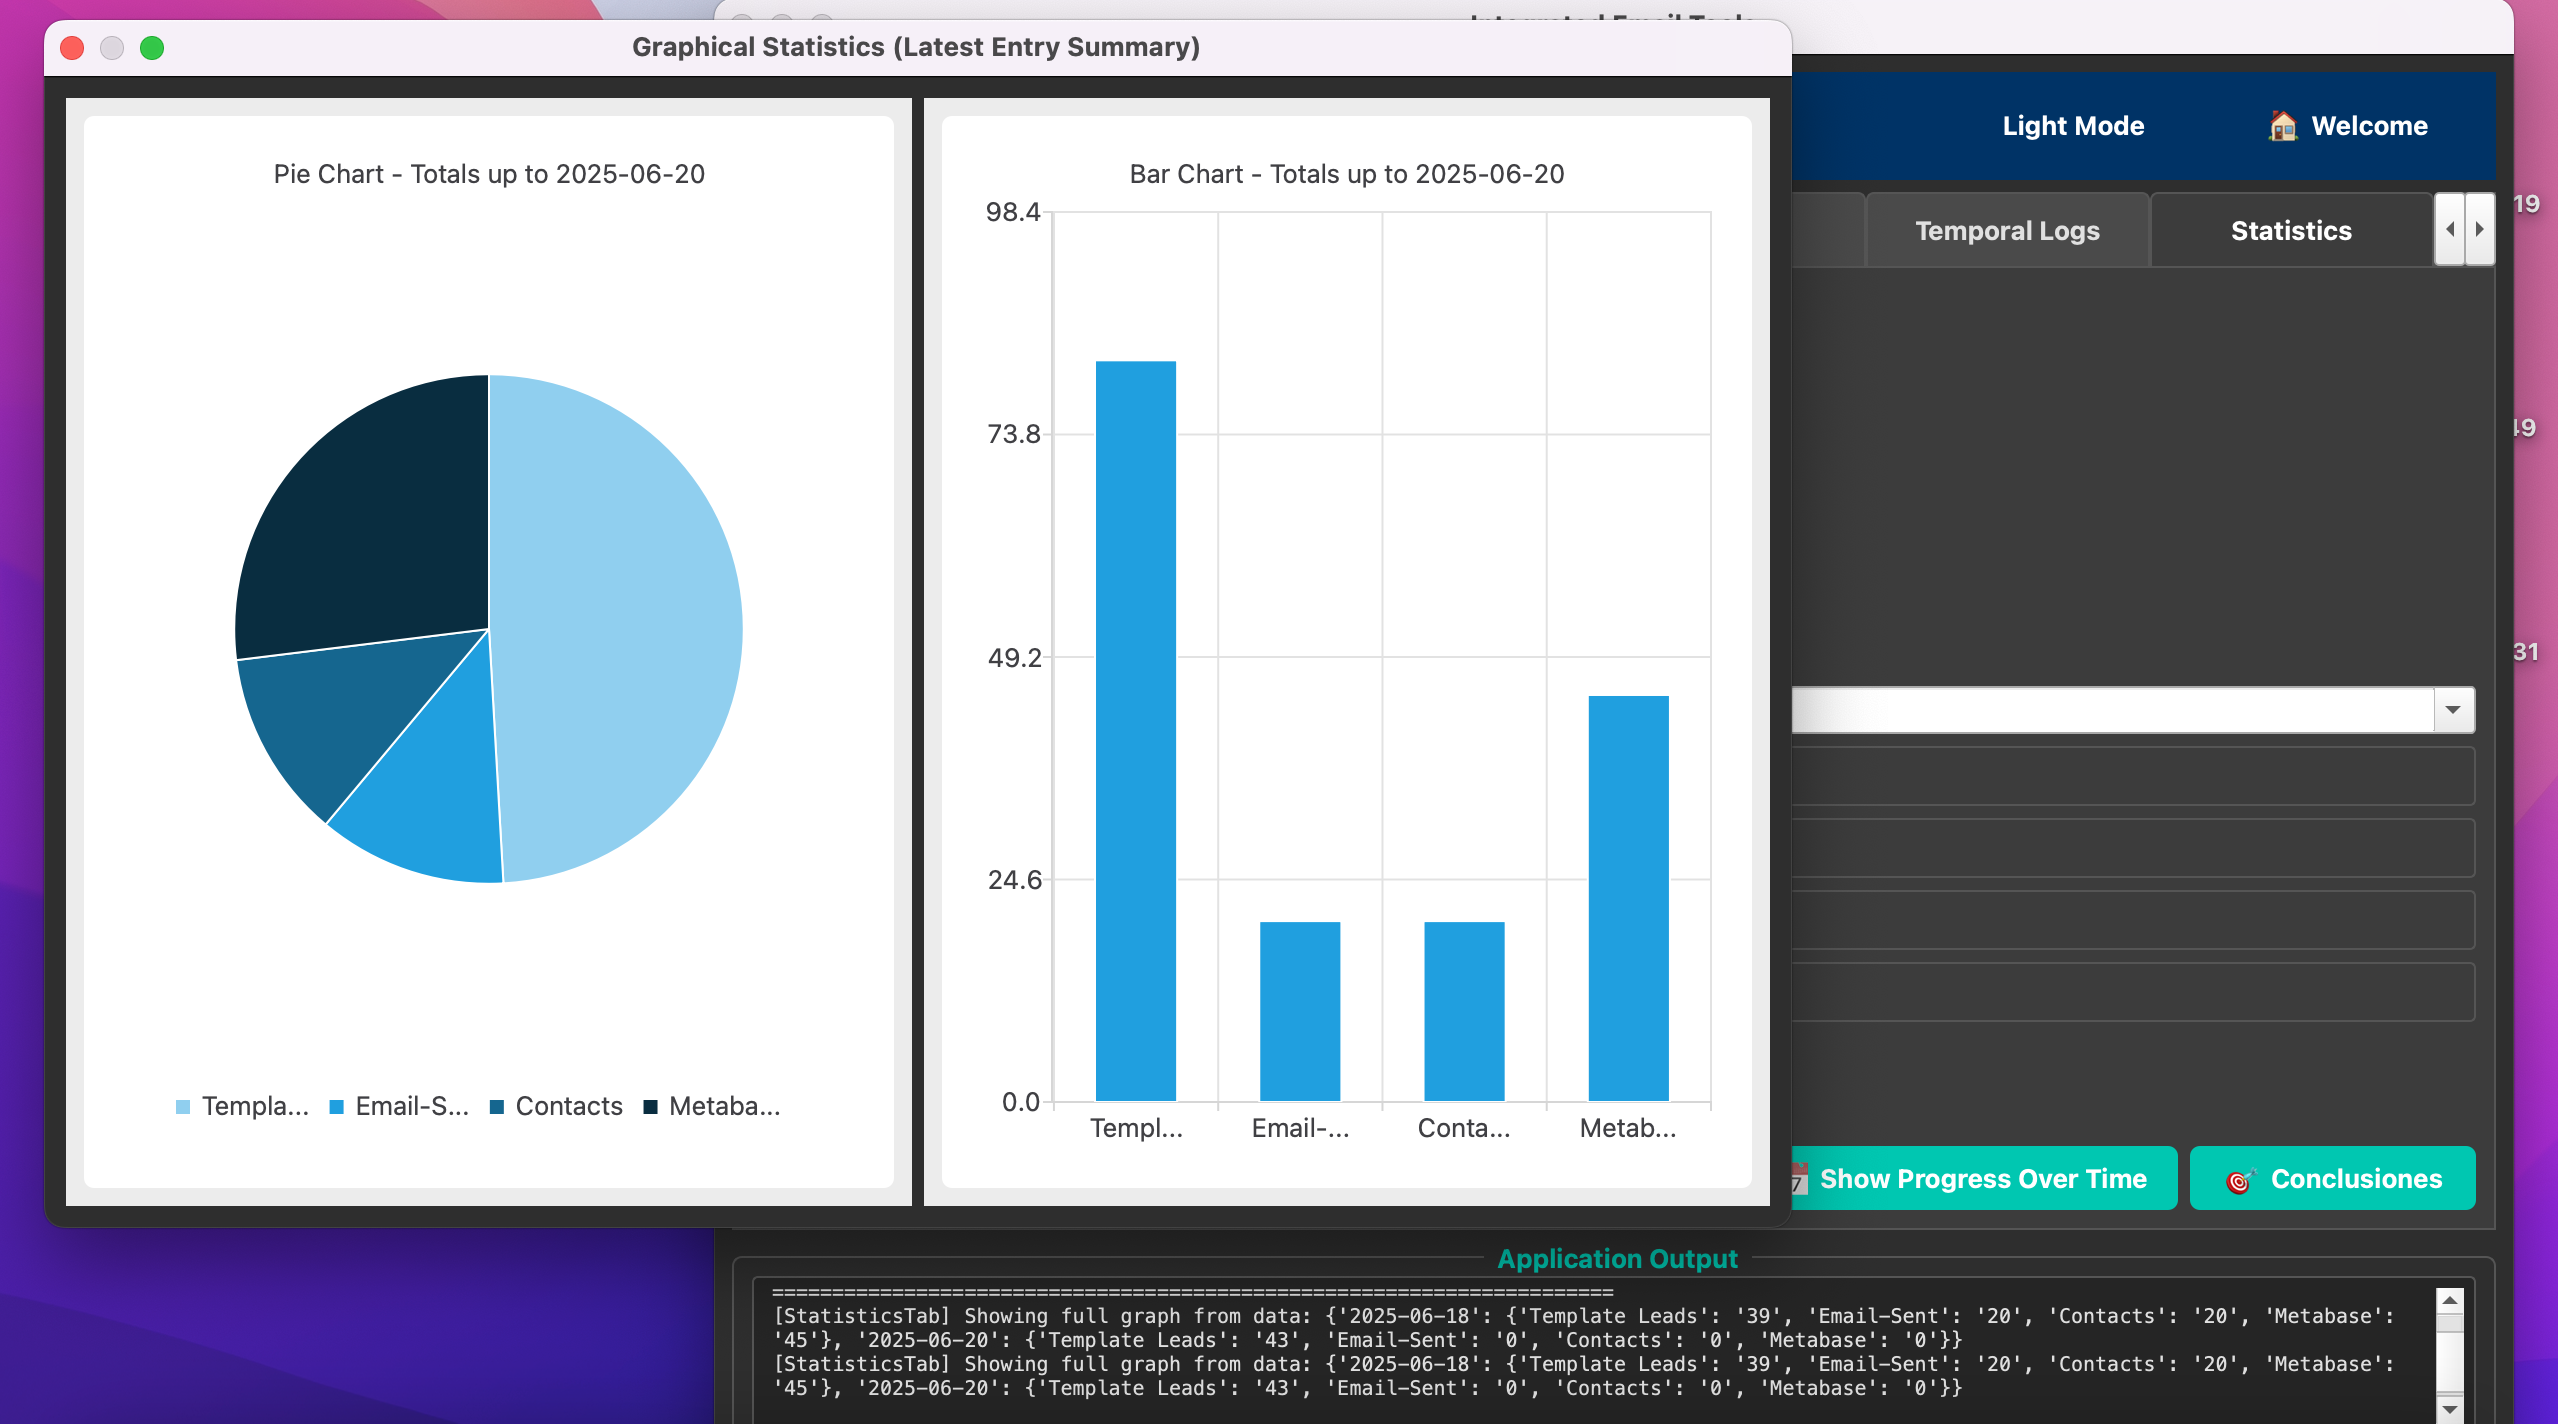 Graphical Statistics (Latest Entry Summary)
Pie Chart - Totals up to 2025-06-20
Templa... Email-S... Contacts Metaba...
Bar Chart - Totals up to 2025-06-20
98.4
73.8
49.2
24.6
0.0
Templ... Email-... Conta... Metab...
Light Mode
🏠 Welcome
Temporal Logs
Statistics
19
49
31
Show Progress Over Time
🎯 Conclusiones
Application Output
======================================================================
[StatisticsTab] Showing full graph from data: {'2025-06-18': {'Template Leads': '39', 'Email-Sent': '20', 'Contacts': '20', 'Metabase':
'45'}, '2025-06-20': {'Template Leads': '43', 'Email-Sent': '0', 'Contacts': '0', 'Metabase': '0'}}
[StatisticsTab] Showing full graph from data: {'2025-06-18': {'Template Leads': '39', 'Email-Sent': '20', 'Contacts': '20', 'Metabase':
'45'}, '2025-06-20': {'Template Leads': '43', 'Email-Sent': '0', 'Contacts': '0', 'Metabase': '0'}}